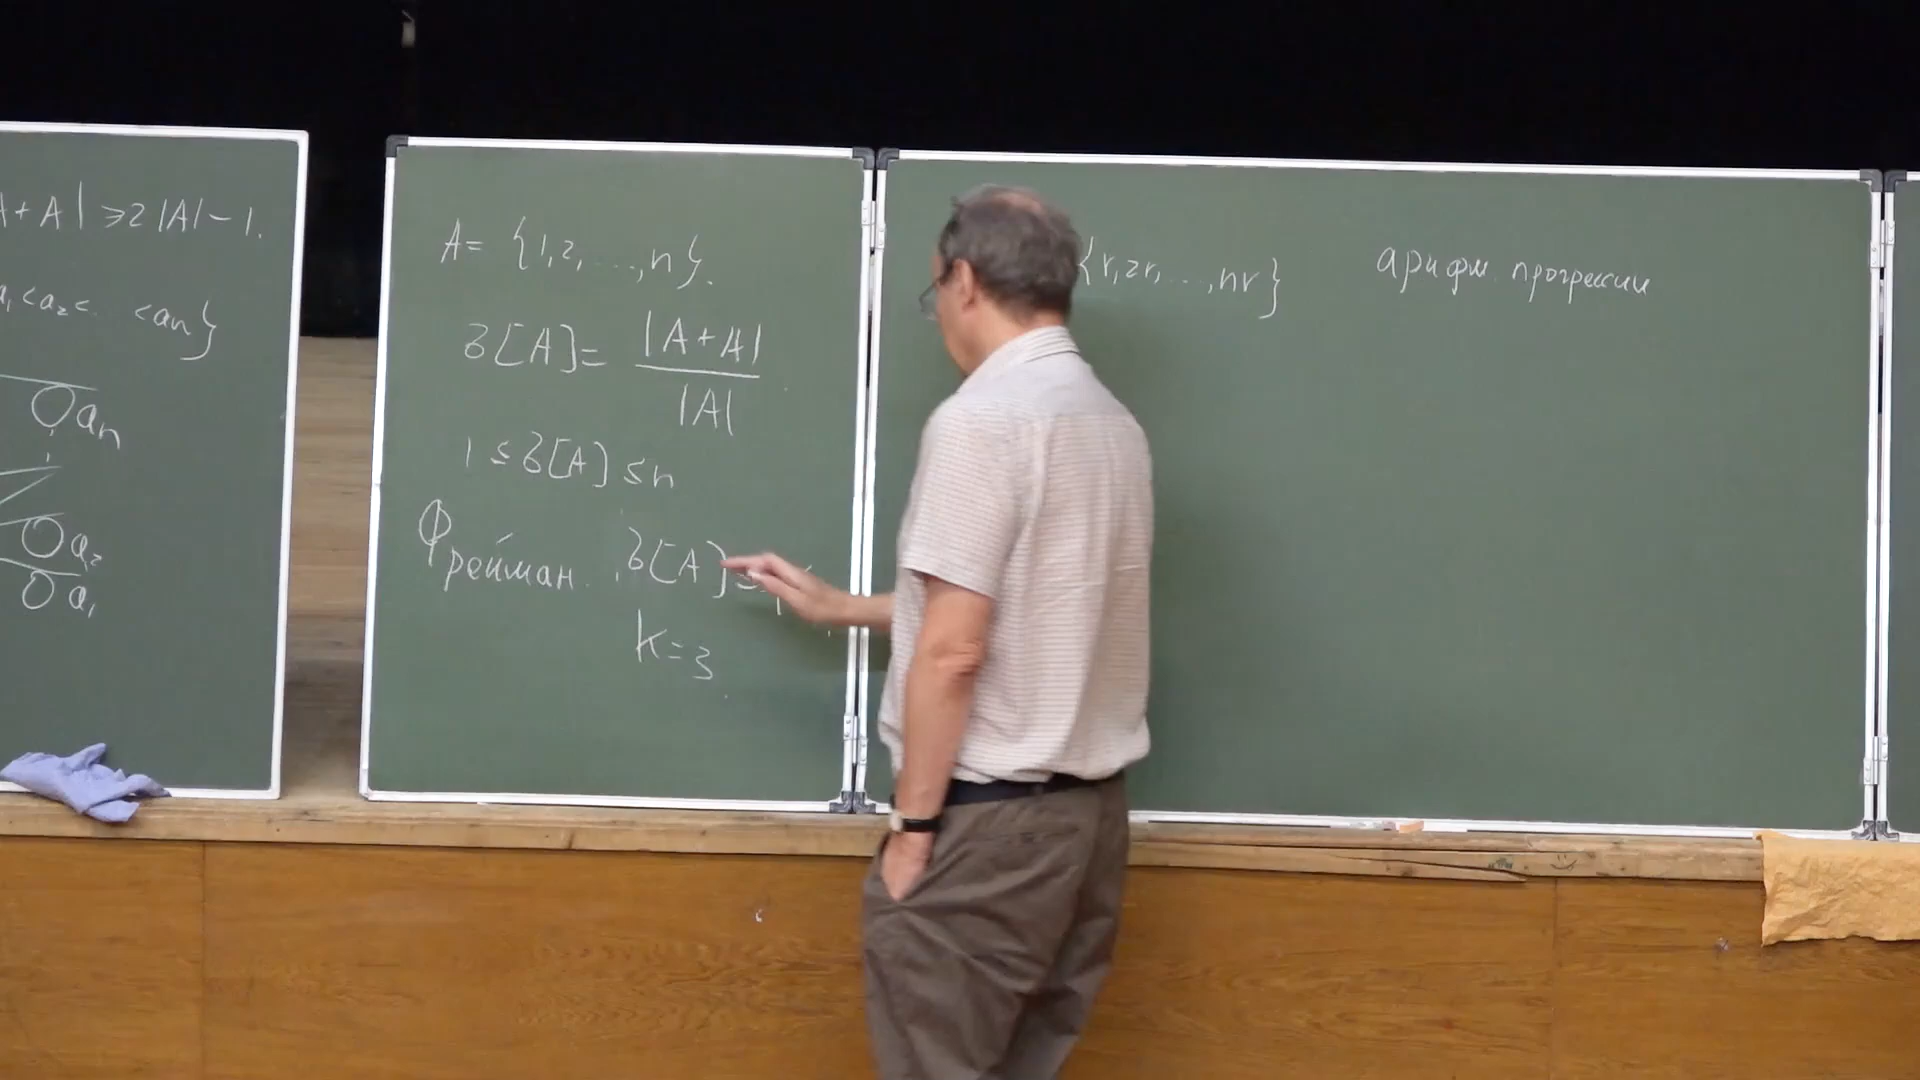 + A| ⩾ 2|A| - 1.
a₁ < a₂ < . < aₙ}
aₙ
a₂
a₁
A = {1, 2, ..., n}.
б[A] = |A + A|
|A|
1 ≤ б[A] ≤ n
Фрейман. б[A]
k = 3
{r, 2r, ..., nr} арифм. прогрессии